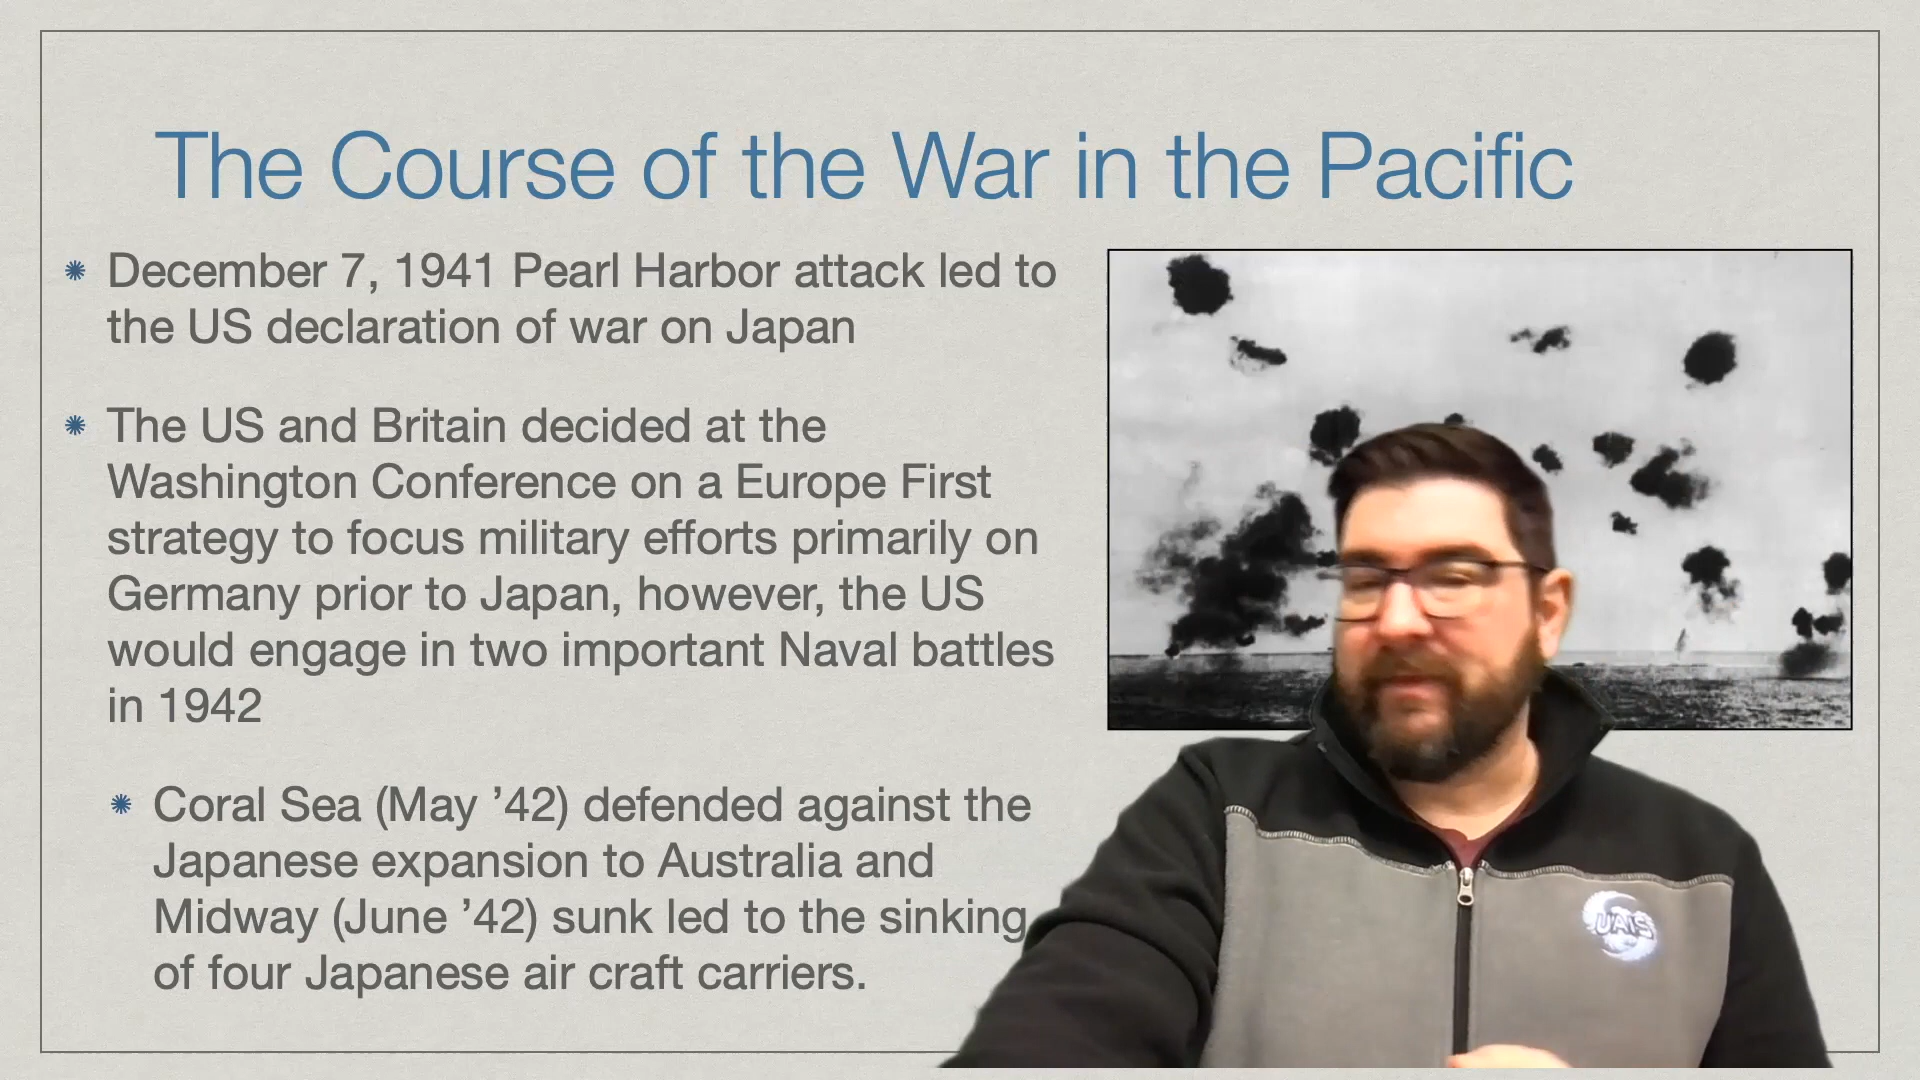 The Course of the War in the Pacific
December 7, 1941 Pearl Harbor attack led to
the US declaration of war on Japan
The US and Britain decided at the
Washington Conference on a Europe First
strategy to focus military efforts primarily on
Germany prior to Japan, however, the US
would engage in two important Naval battles
in 1942
Coral Sea (May ’42) defended against the
Japanese expansion to Australia and
Midway (June ’42) sunk led to the sinking
of four Japanese air craft carriers.
UAIS